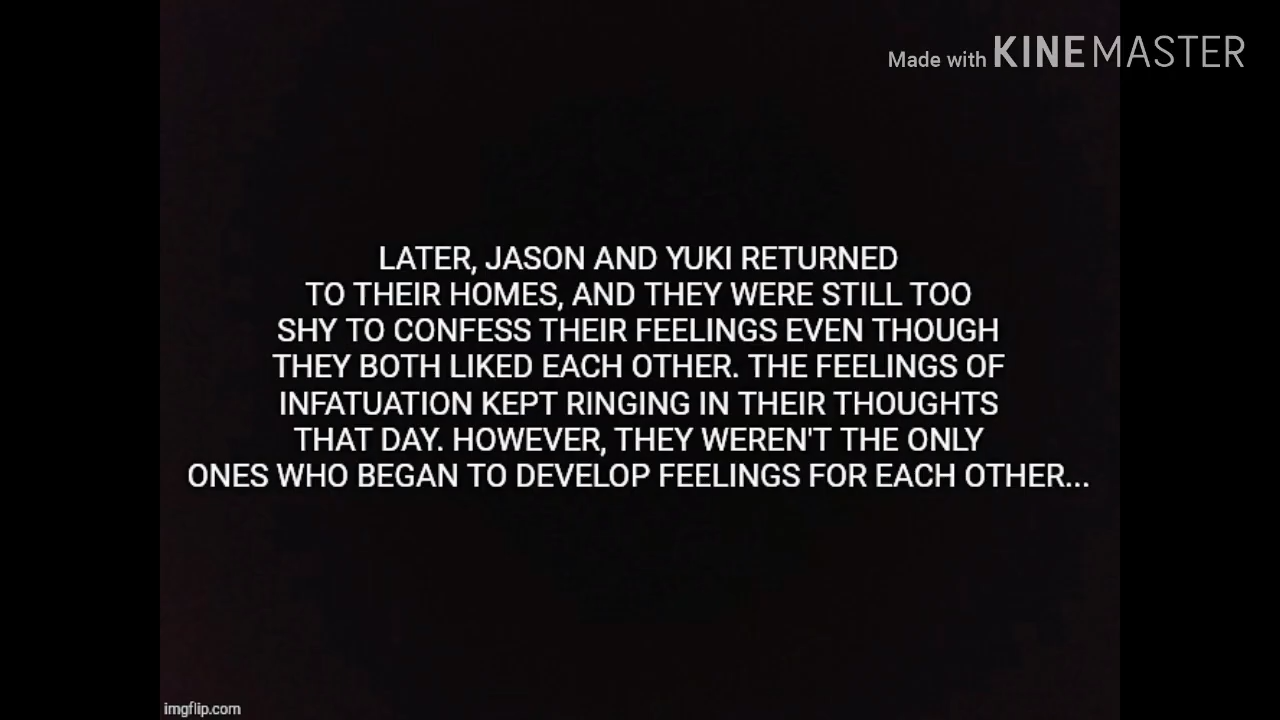 Made with KINEMASTER
LATER, JASON AND YUKI RETURNED
TO THEIR HOMES, AND THEY WERE STILL TOO
SHY TO CONFESS THEIR FEELINGS EVEN THOUGH
THEY BOTH LIKED EACH OTHER. THE FEELINGS OF
INFATUATION KEPT RINGING IN THEIR THOUGHTS
THAT DAY. HOWEVER, THEY WEREN'T THE ONLY
ONES WHO BEGAN TO DEVELOP FEELINGS FOR EACH OTHER...
imgflip.com